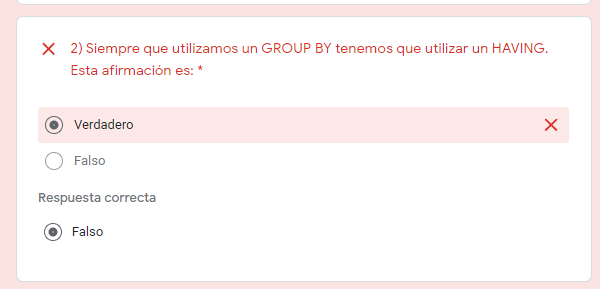 2) Siempre que utilizamos un GROUP BY tenemos que utilizar un HAVING.
Esta afirmación es: *
Verdadero
Falso
Respuesta correcta
Falso